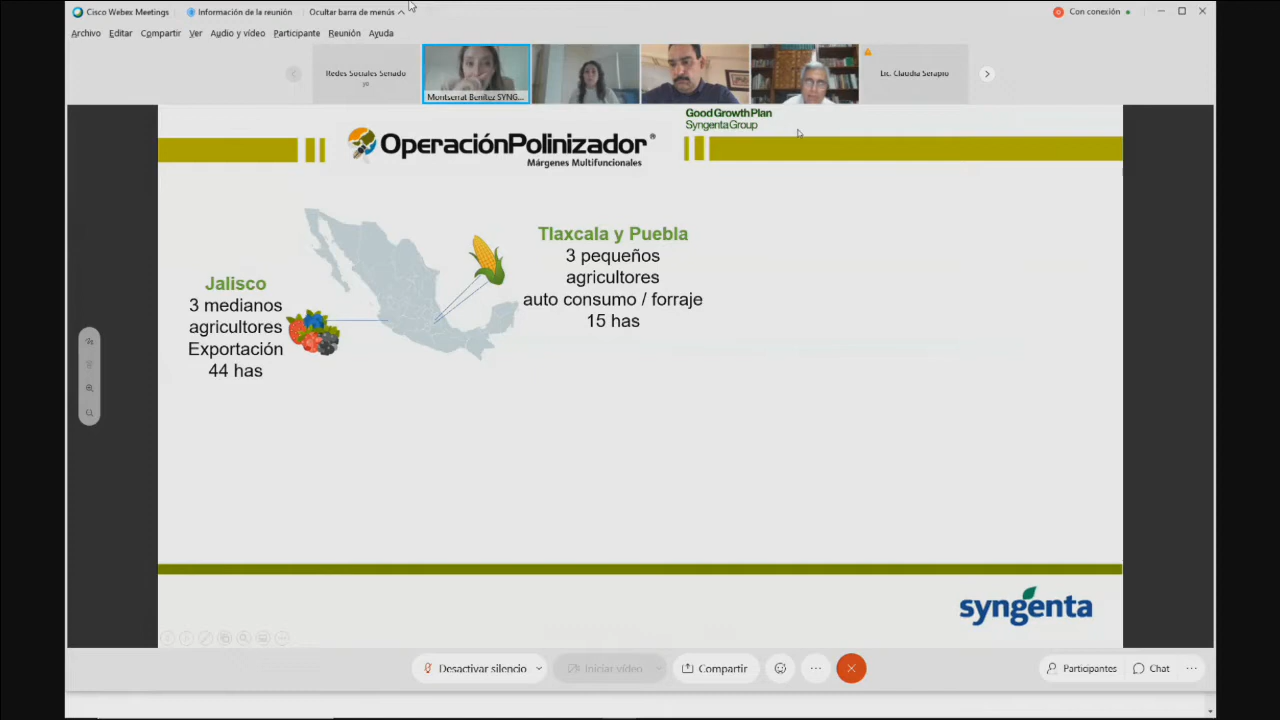 Cisco Webex Meetings
Información de la reunión
Ocultar barra de menús
Con conexión
Archivo Editar Compartir Ver Audio y vídeo Participante Reunión Ayuda
Redes Sociales Senado
yo
Montserrat Benítez SYNG...
Lic. Claudia Serapio
Good Growth Plan
Syngenta Group
OperaciónPolinizador®
Márgenes Multifuncionales
Tlaxcala y Puebla
3 pequeños
agricultores
auto consumo / forraje
15 has
Jalisco
3 medianos
agricultores
Exportación
44 has
syngenta
Desactivar silencio
Iniciar vídeo
Compartir
Participantes
Chat